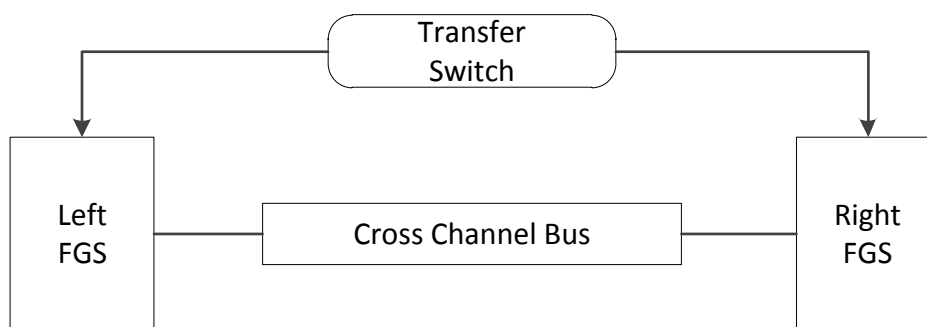 Transfer
Switch
Left
FGS
Cross Channel Bus
Right
FGS